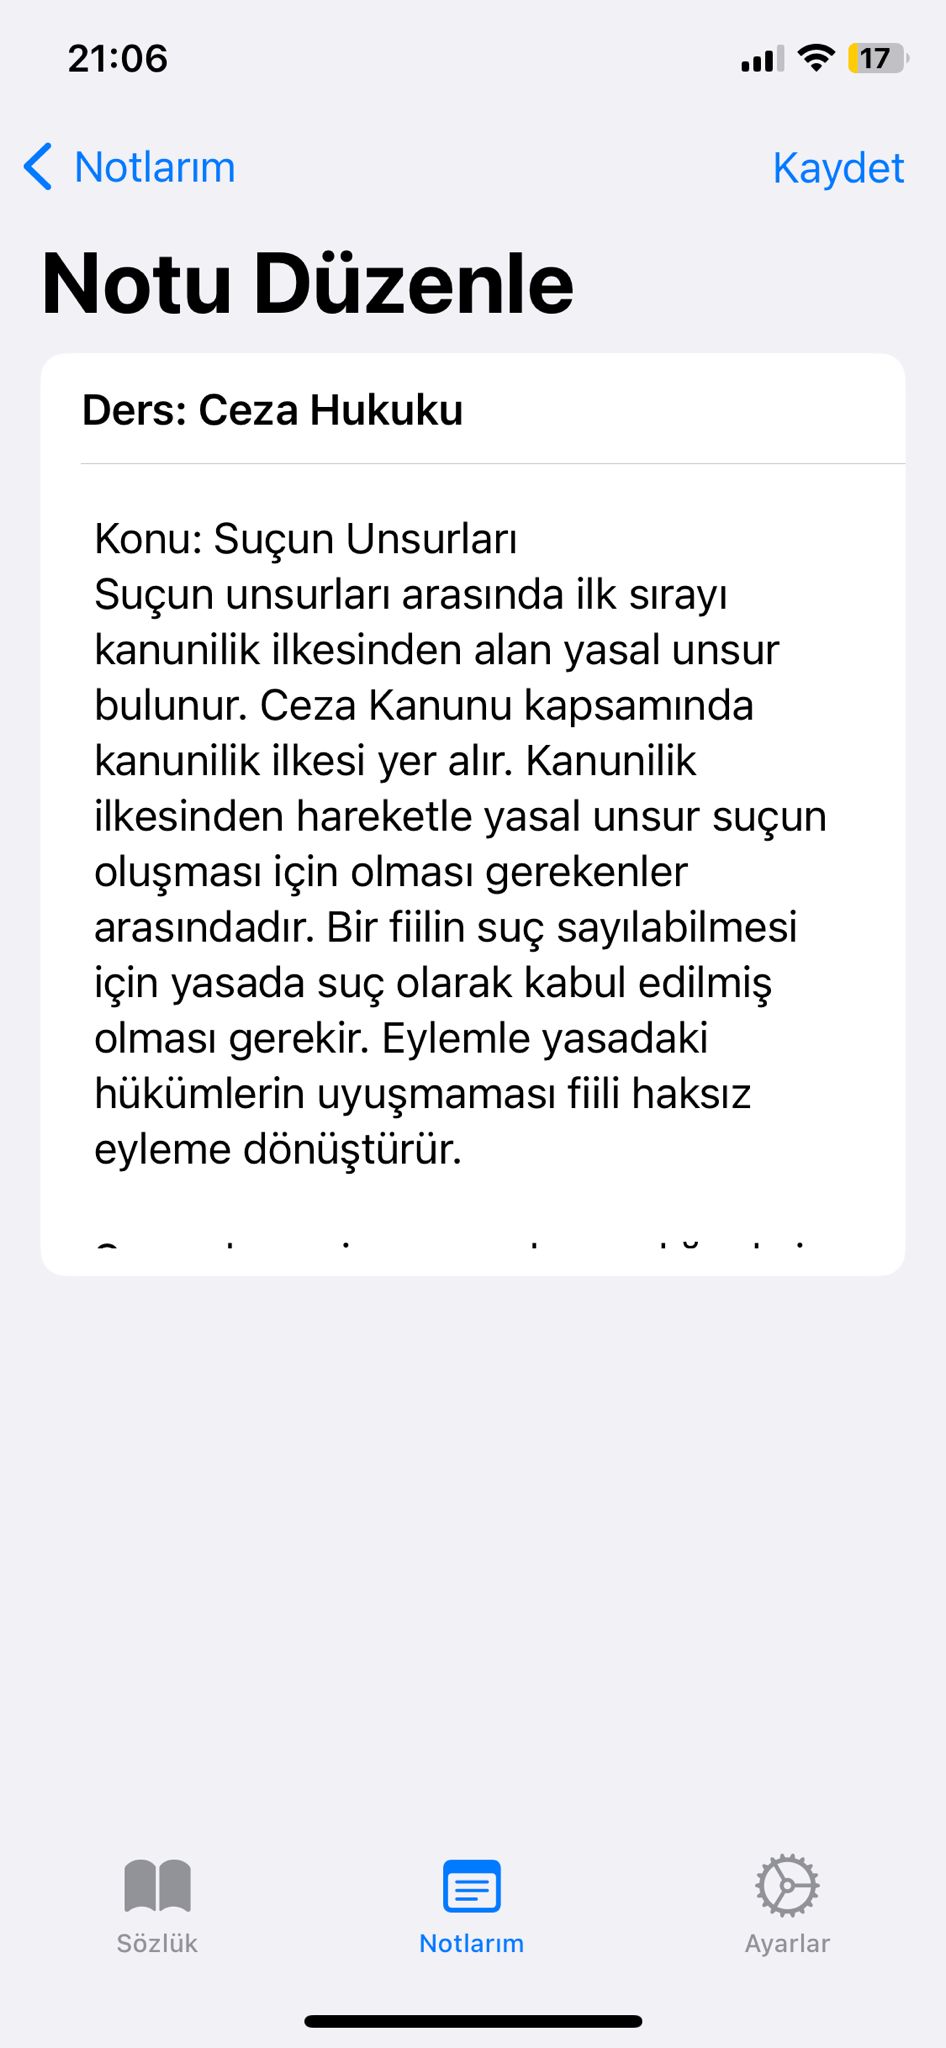 21:06
17
Notlarım
Kaydet
Notu Düzenle
Ders: Ceza Hukuku
Konu: Suçun Unsurları
Suçun unsurları arasında ilk sırayı
kanunilik ilkesinden alan yasal unsur
bulunur. Ceza Kanunu kapsamında
kanunilik ilkesi yer alır. Kanunilik
ilkesinden hareketle yasal unsur suçun
oluşması için olması gerekenler
arasındadır. Bir fiilin suç sayılabilmesi
için yasada suç olarak kabul edilmiş
olması gerekir. Eylemle yasadaki
hükümlerin uyuşmaması fiili haksız
eyleme dönüştürür.
Sözlük
Notlarım
Ayarlar